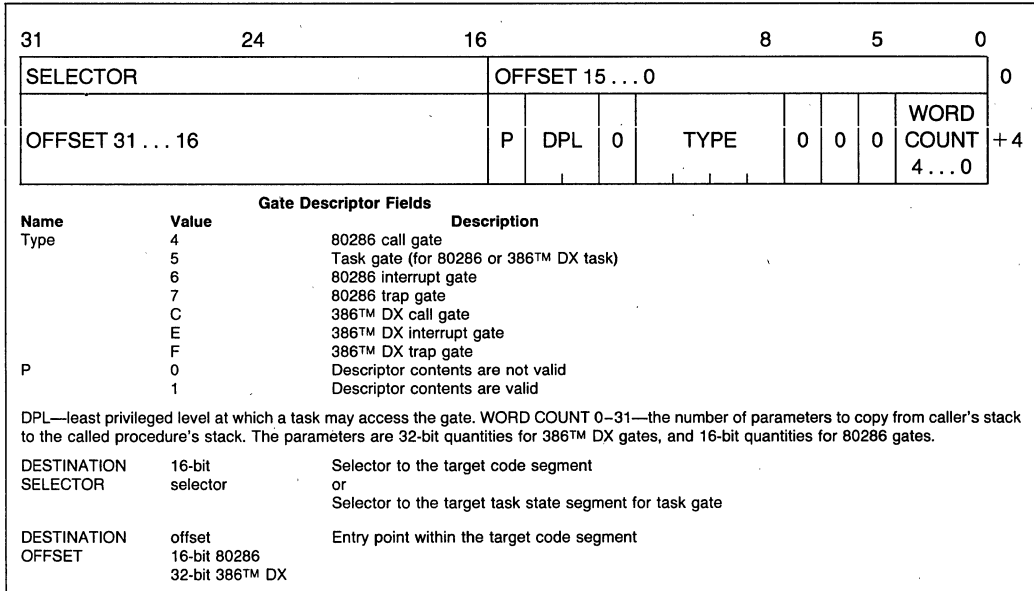 31 24 16 8 5 0
SELECTOR OFFSET 15 . . . 0 0
OFFSET 31 . . . 16 P DPL 0 TYPE 0 0 0 WORD COUNT 4 . . . 0 +4
Gate Descriptor Fields
Name Value Description
Type 4 80286 call gate
5 Task gate (for 80286 or 386™ DX task)
6 80286 interrupt gate
7 80286 trap gate
C 386™ DX call gate
E 386™ DX interrupt gate
F 386™ DX trap gate
P 0 Descriptor contents are not valid
1 Descriptor contents are valid
DPL—least privileged level at which a task may access the gate. WORD COUNT 0–31—the number of parameters to copy from caller's stack
to the called procedure's stack. The parameters are 32-bit quantities for 386™ DX gates, and 16-bit quantities for 80286 gates.
DESTINATION 16-bit Selector to the target code segment
SELECTOR selector or
Selector to the target task state segment for task gate
DESTINATION offset Entry point within the target code segment
OFFSET 16-bit 80286
32-bit 386™ DX